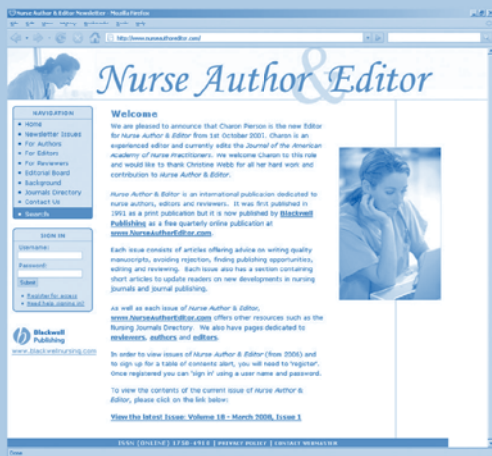 Nurse Author & Editor Newsletter - Mozilla Firefox
http://www.nurseauthoreditor.com/
Nurse Author & Editor
NAVIGATION
Home
Newsletter Issues
For Authors
For Editors
For Reviewers
Editorial Board
Background
Journals Directory
Contact Us
Search
SIGN IN
Username:
Password:
Submit
Register for access
Need help signing in?
Blackwell
Publishing
www.blackwellnursing.com
Welcome
We are pleased to announce that Charon Pierson is the new Editor
for Nurse Author & Editor from 1st October 2007. Charon is an
experienced editor and currently edits the Journal of the American
Academy of Nurse Practitioners. We welcome Charon to this role
and would like to thank Christine Webb for all her hard work and
contribution to Nurse Author & Editor.
Nurse Author & Editor is an international publication dedicated to
nurse authors, editors and reviewers. It was first published in
1991 as a print publication but it is now published by Blackwell
Publishing as a free quarterly online publication at
www.NurseAuthorEditor.com.
Each issue consists of articles offering advice on writing quality
manuscripts, avoiding rejection, finding publishing opportunities,
editing and reviewing. Each issue also has a section containing
short articles to update readers on new developments in nursing
journals and journal publishing.
As well as each issue of Nurse Author & Editor,
www.NurseAuthorEditor.com offers other resources such as the
Nursing Journals Directory. We also have pages dedicated to
reviewers, authors and editors.
In order to view issues of Nurse Author & Editor (from 2006) and
to sign up for a table of contents alert, you will need to 'register'.
Once registered you can 'sign in' using a user name and password.
To view the contents of the current issue of Nurse Author &
Editor, please click on the link below:
View the latest Issue: Volume 18 - March 2008, Issue 1
ISSN (ONLINE) 1750-4910 | PRIVACY POLICY | CONTACT WEBMASTER
Done